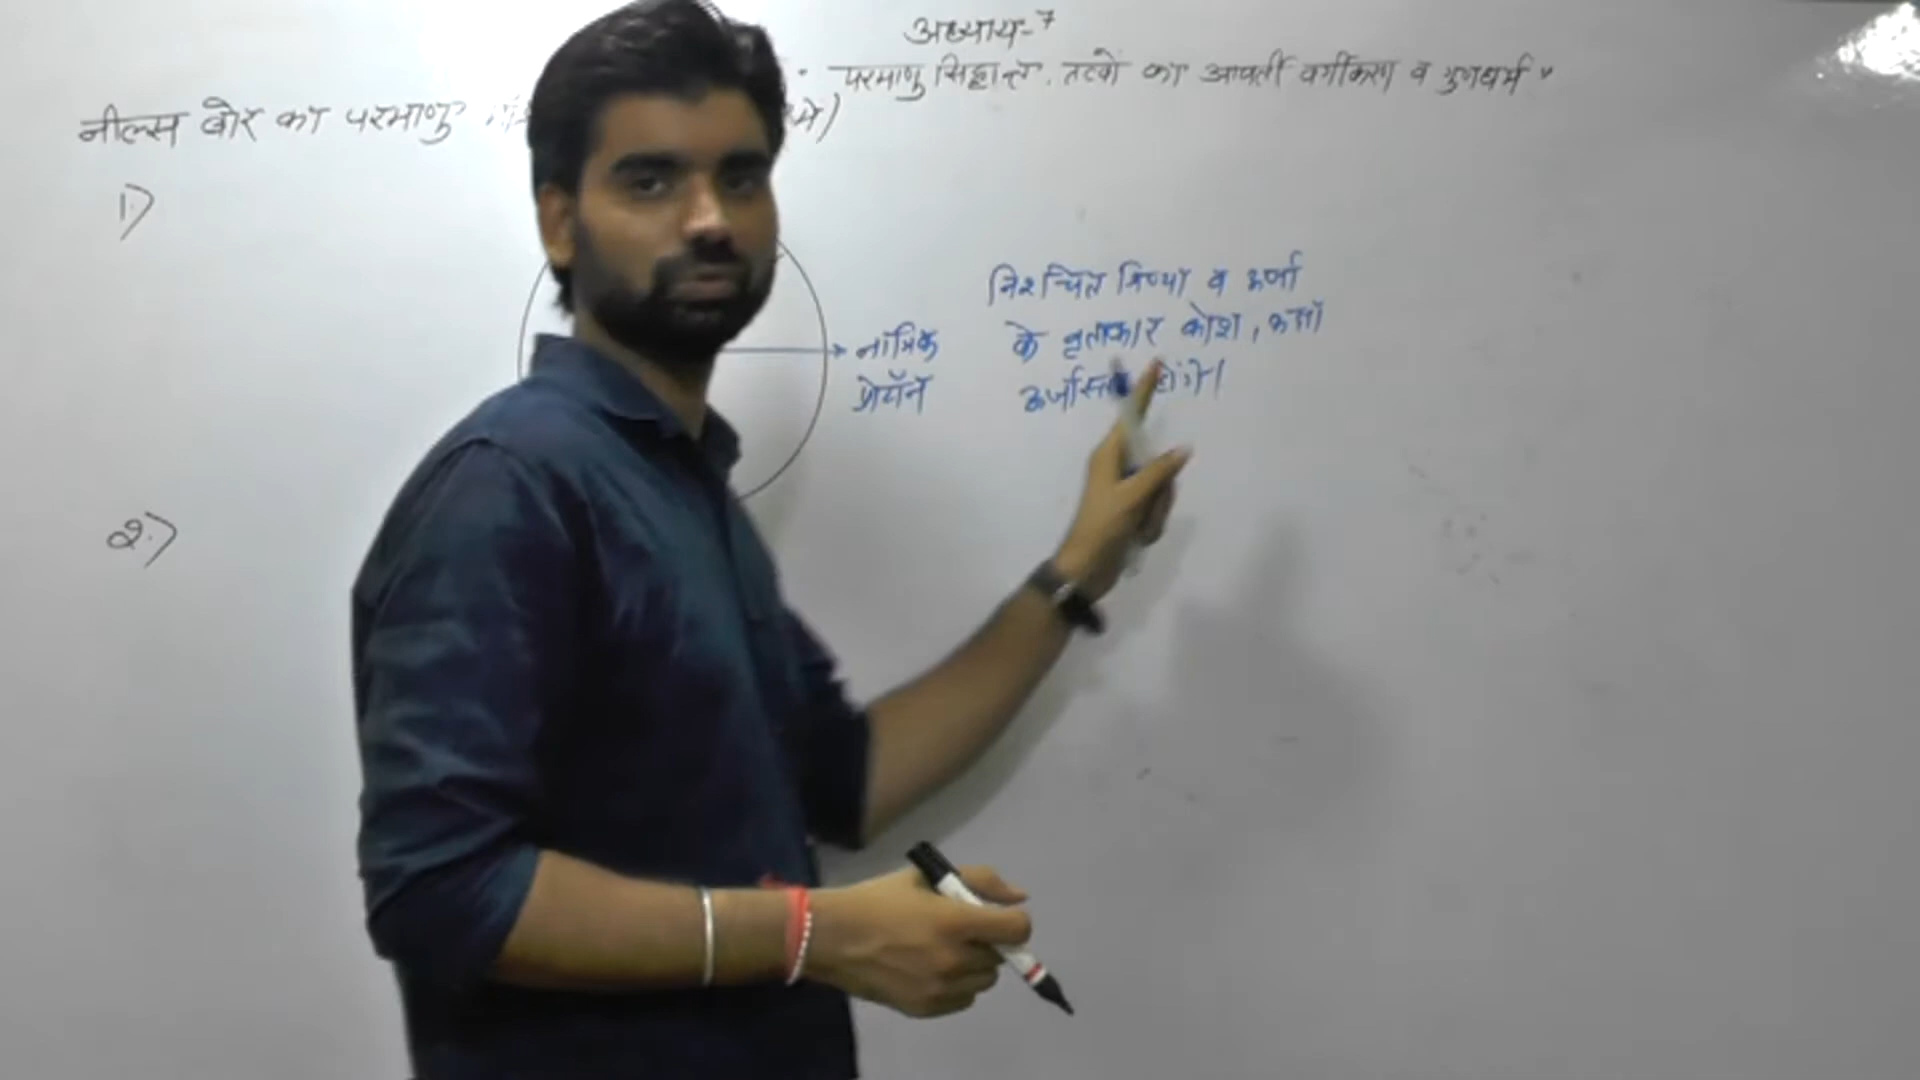 अध्याय-7
परमाणु सिद्धान्त, तत्वों का आवर्ती वर्गीकरण व गुणधर्म "
नील्स बोर का परमाणु
1.)
निश्चित त्रिज्या व ऊर्जा
नाभिक के वृताकार कोश, कक्षा
प्रोटॉन होंगे।
2.)